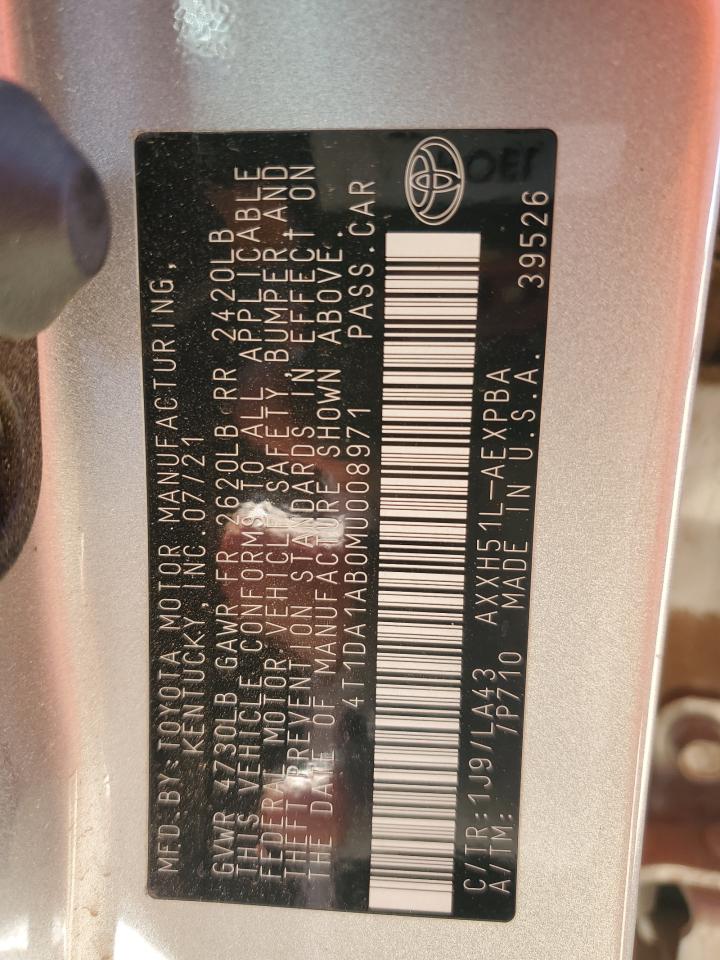 MFD.BY:TOYOTA MOTOR MANUFACTURING,
KENTUCKY, INC.07/21
GVWR 4730LB GAWR FR 2620LB RR 2420LB
THIS VEHICLE CONFORMS TO ALL APPLICABLE
FEDERAL MOTOR VEHICLE SAFETY, BUMPER, AND
THEFT PREVENTION STANDARDS IN EFFECT ON
THE DATE OF MANUFACTURE SHOWN ABOVE.
4T1DA1AB0MU008971 PASS.CAR
C/TR:1J9/LA43 AXXH51L-AEXPBA
A/TM: /P710 MADE IN U.S.A. 39526